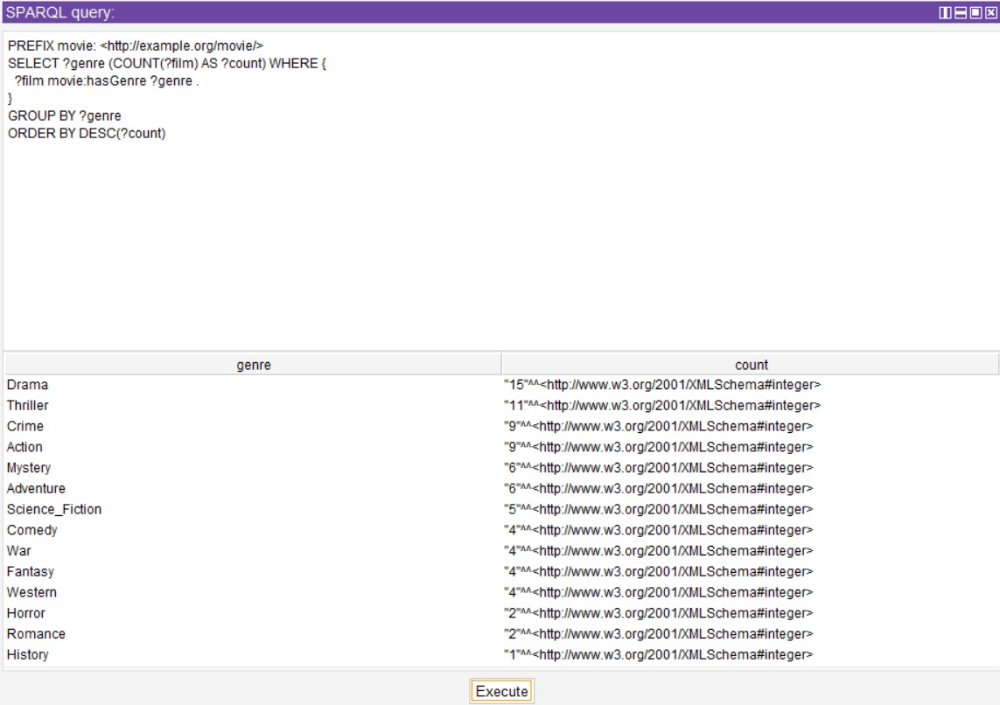 SPARQL query:
PREFIX movie: <http://example.org/movie/>
SELECT ?genre (COUNT(?film) AS ?count) WHERE {
?film movie:hasGenre ?genre .
}
GROUP BY ?genre
ORDER BY DESC(?count)
genre count
Drama "15"^^<http://www.w3.org/2001/XMLSchema#integer>
Thriller "11"^^<http://www.w3.org/2001/XMLSchema#integer>
Crime "9"^^<http://www.w3.org/2001/XMLSchema#integer>
Action "9"^^<http://www.w3.org/2001/XMLSchema#integer>
Mystery "6"^^<http://www.w3.org/2001/XMLSchema#integer>
Adventure "6"^^<http://www.w3.org/2001/XMLSchema#integer>
Science_Fiction "5"^^<http://www.w3.org/2001/XMLSchema#integer>
Comedy "4"^^<http://www.w3.org/2001/XMLSchema#integer>
War "4"^^<http://www.w3.org/2001/XMLSchema#integer>
Fantasy "4"^^<http://www.w3.org/2001/XMLSchema#integer>
Western "4"^^<http://www.w3.org/2001/XMLSchema#integer>
Horror "2"^^<http://www.w3.org/2001/XMLSchema#integer>
Romance "2"^^<http://www.w3.org/2001/XMLSchema#integer>
History "1"^^<http://www.w3.org/2001/XMLSchema#integer>
Execute